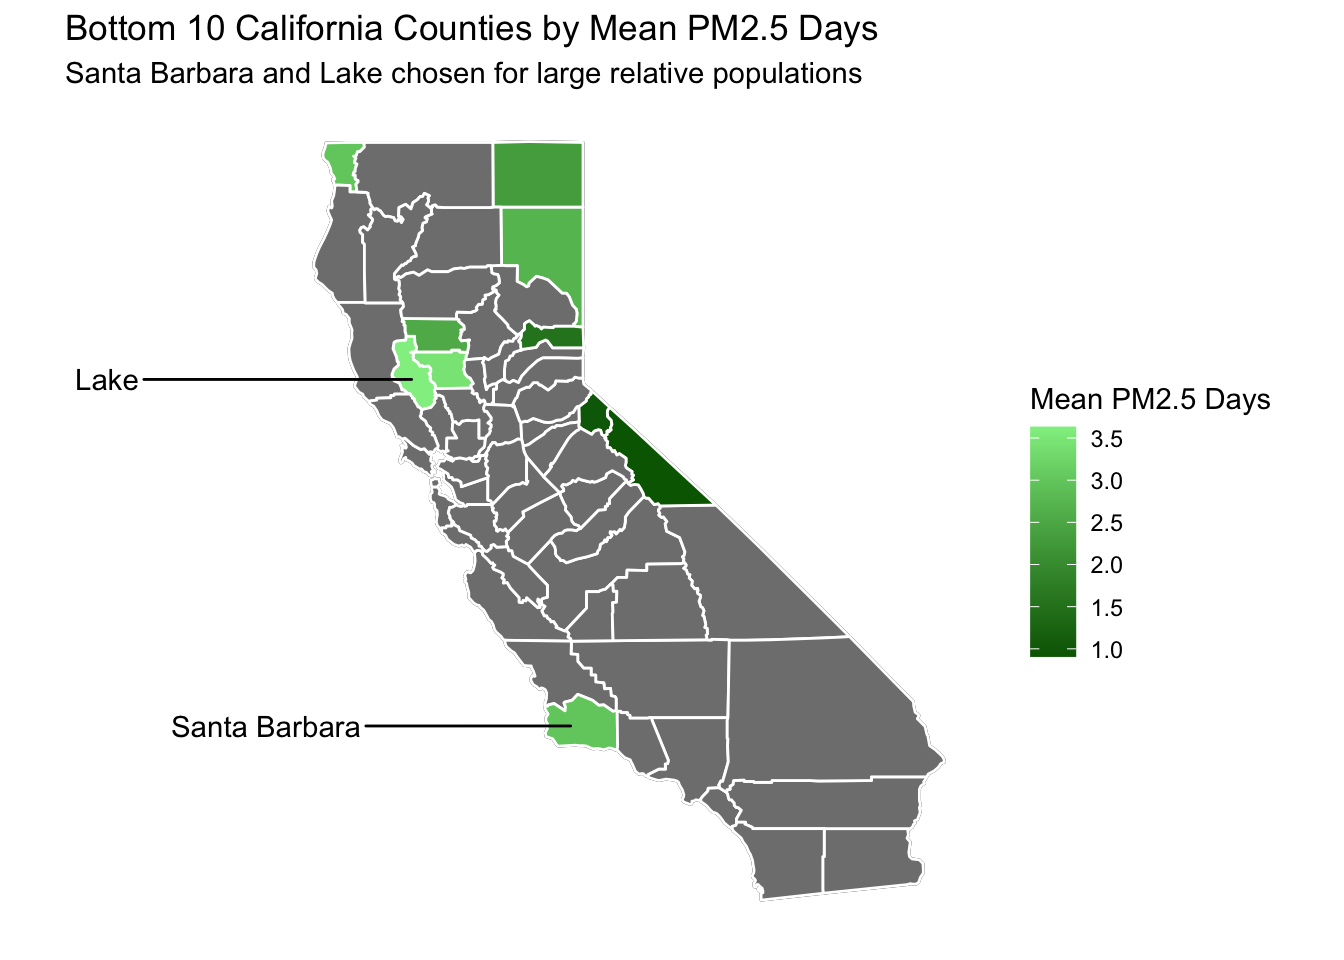 Bottom 10 California Counties by Mean PM2.5 Days
Santa Barbara and Lake chosen for large relative populations
Lake
Santa Barbara
Mean PM2.5 Days
3.5
3.0
2.5
2.0
1.5
1.0